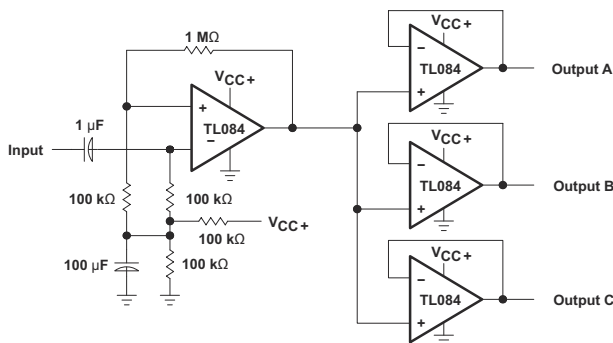 1 MΩ
VCC+
+
TL084
−
1 µF
Input
100 kΩ
100 kΩ
100 kΩ
VCC+
100 µF
100 kΩ
VCC+
−
TL084
+
Output A
VCC+
−
TL084
+
Output B
VCC+
−
TL084
+
Output C